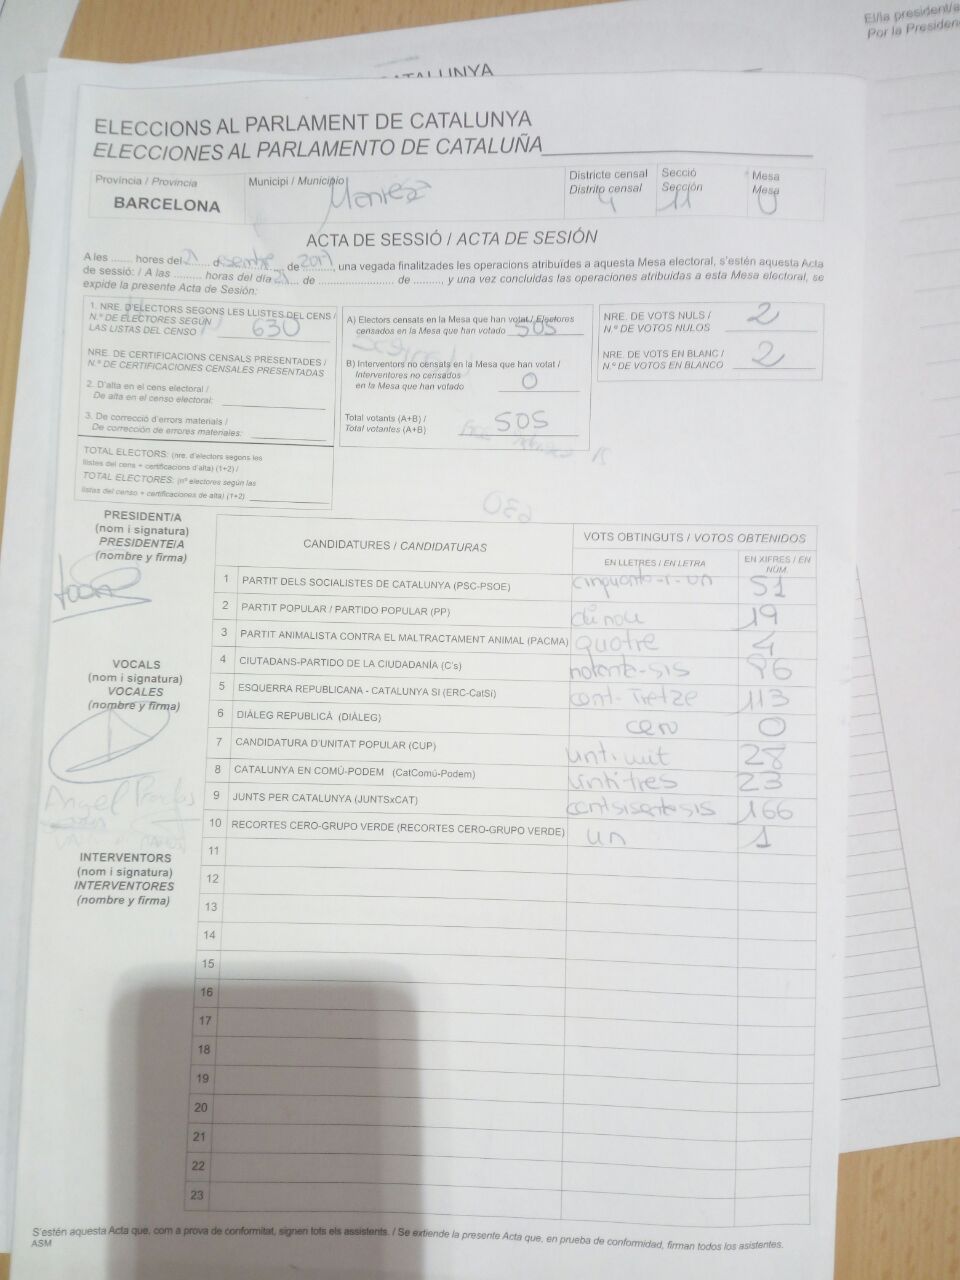 El/la president/a
Por la Presiden
CATALUNYA
ELECCIONS AL PARLAMENT DE CATALUNYA
ELECCIONES AL PARLAMENTO DE CATALUÑA
Provincia / Provincia
BARCELONA
Municipi / Municipio
Districte censal
Distrito censal
4
Secció
Sección
11
Mesa
Mesa
U
ACTA DE SESSIÓ / ACTA DE SESIÓN
A les ....... hores del 21 d desembre de 2017, una vegada finalitzades les operacions atribuïdes a aquesta Mesa electoral, s'estén aquesta Acta
de sessió: / A las ......... horas del día 21 de ........................ de ........., y una vez concluidas las operaciones atribuidas a esta Mesa electoral, se
expide la presente Acta de Sesión:
1. NRE. D'ELECTORS SEGONS LES LLISTES DEL CENS /
N.º DE ELECTORES SEGÚN
LAS LISTAS DEL CENSO 630
NRE. DE CERTIFICACIONS CENSALS PRESENTADES /
N.º DE CERTIFICACIONES CENSALES PRESENTADAS
2. D'alta en el cens electoral /
De alta en el censo electoral:
3. De correcció d'errors materials /
De corrección de errores materiales:
TOTAL ELECTORS: (nre. d'electors segons les
llistes del cens + certificacions d'alta) (1+2) /
TOTAL ELECTORES: (nº electores según las
listas del censo + certificaciones de alta) (1+2)
A) Electors censats en la Mesa que han votat / Electores
censados en la Mesa que han votado 505
B) Interventors no censats en la Mesa que han votat /
Interventores no censados
en la Mesa que han votado 0
Total votants (A+B) /
Total votantes (A+B) 505
NRE. DE VOTS NULS /
N.º DE VOTOS NULOS 2
NRE. DE VOTS EN BLANC /
N.º DE VOTOS EN BLANCO 2
630
PRESIDENT/A
(nom i signatura)
PRESIDENTE/A
(nombre y firma)
VOCALS
(nom i signatura)
VOCALES
(nombre y firma)
Angel
INTERVENTORS
(nom i signatura)
INTERVENTORES
(nombre y firma)
CANDIDATURES / CANDIDATURAS
VOTS OBTINGUTS / VOTOS OBTENIDOS
EN LLETRES / EN LETRA
EN XIFRES / EN NÚM.
1 PARTIT DELS SOCIALISTES DE CATALUNYA (PSC-PSOE) cinquanta-i-un 51
2 PARTIT POPULAR / PARTIDO POPULAR (PP) dinou 19
3 PARTIT ANIMALISTA CONTRA EL MALTRACTAMENT ANIMAL (PACMA) quatre 4
4 CIUTADANS-PARTIDO DE LA CIUDADANÍA (C's) notanta-sis 96
5 ESQUERRA REPUBLICANA - CATALUNYA SI (ERC-CatSí) cent-Tretze 113
6 DIÀLEG REPUBLICÀ (DIÀLEG) cero 0
7 CANDIDATURA D'UNITAT POPULAR (CUP) vint-i-uit 28
8 CATALUNYA EN COMÚ-PODEM (CatComú-Podem) vintitres 23
9 JUNTS PER CATALUNYA (JUNTSxCAT) centsisentasis 166
10 RECORTES CERO-GRUPO VERDE (RECORTES CERO-GRUPO VERDE) un 1
11
12
13
14
15
16
17
18
19
20
21
22
23
S'estén aquesta Acta que, com a prova de conformitat, signen tots els assistents. / Se extiende la presente Acta que, en prueba de conformidad, firman todos los asistentes.
ASM